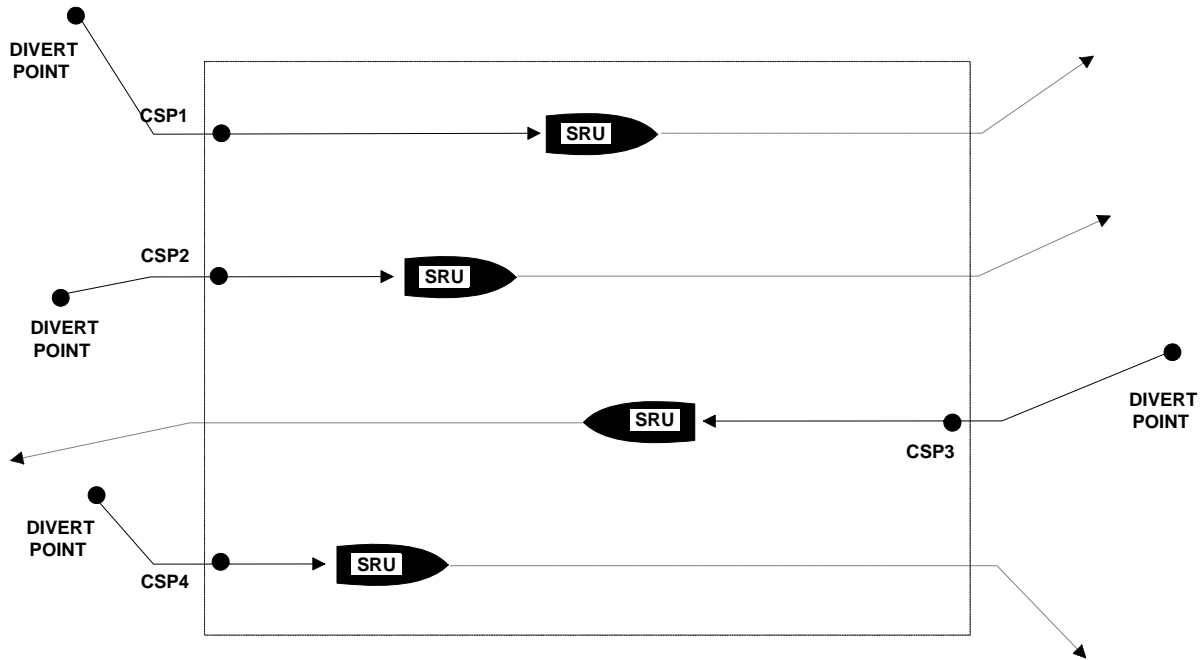 DIVERT
POINT
CSP1
SRU
CSP2
SRU
DIVERT
POINT
SRU
CSP3
DIVERT
POINT
DIVERT
POINT
CSP4
SRU